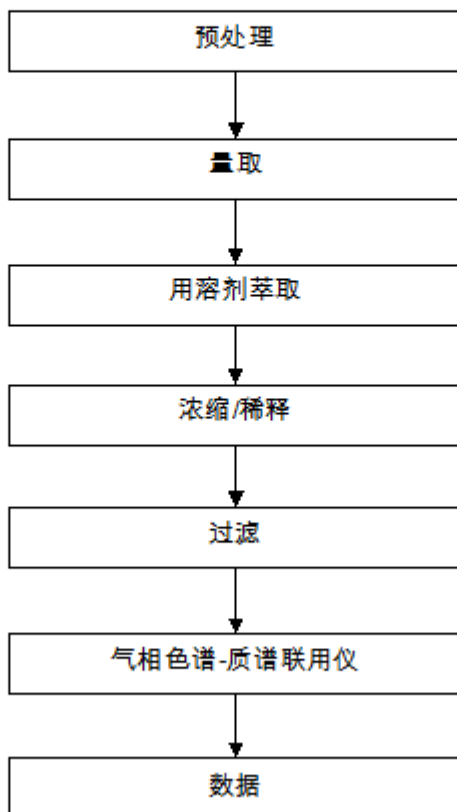 预处理
量取
用溶剂萃取
浓缩/稀释
过滤
气相色谱-质谱联用仪
数据